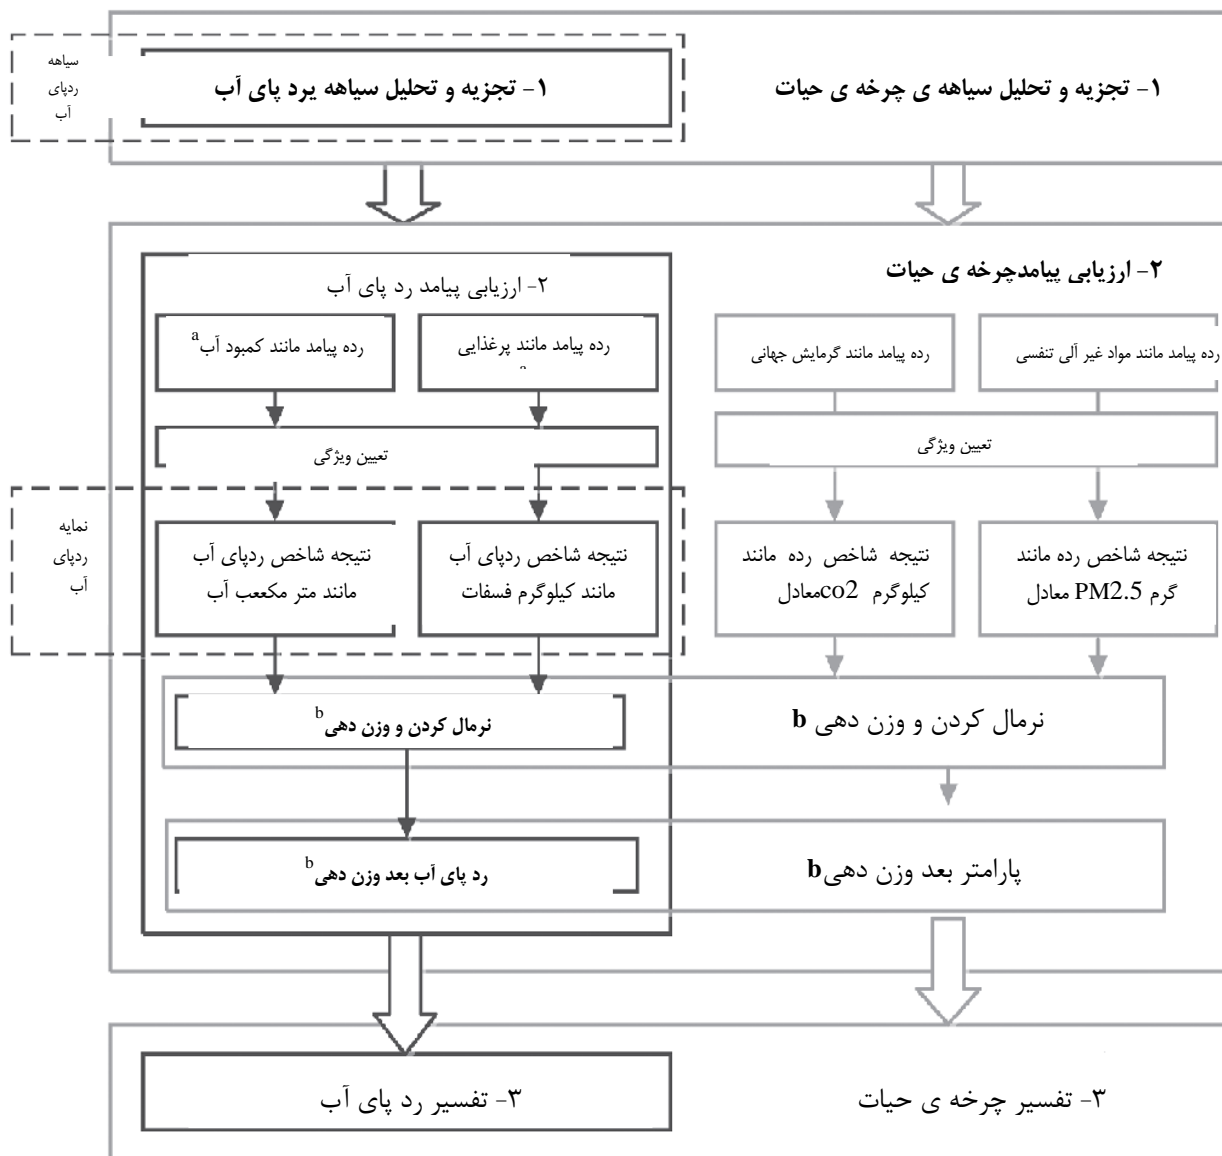 ۱- تجزیه و تحلیل سیاهه ی چرخه ی حیات
۱- تجزیه و تحلیل سیاهه یرد پای آب
سیاهه
ردپای
آب
۲- ارزیابی پیامدچرخه ی حیات
۲- ارزیابی پیامد رد پای آب
رده پیامد مانند مواد غیر آلی تنفسی
رده پیامد مانند گرمایش جهانی
رده پیامد مانند پرغذایی
a
رده پیامد مانند کمبود آب a
تعیین ویژگی
تعیین ویژگی
نمایه
ردپای
آب
نتیجه شاخص رده مانند
گرم PM2.5 معادل
نتیجه شاخص رده مانند
کیلوگرم co2معادل
نتیجه شاخص ردپای آب
مانند کیلوگرم فسفات
نتیجه شاخص ردپای آب
مانند متر مکعب آب
نرمال کردن و وزن دهی b
نرمال کردن و وزن دهی b
پارامتر بعد وزن دهی b
رد پای آب بعد وزن دهی b
۳- تفسیر چرخه ی حیات
۳- تفسیر رد پای آب